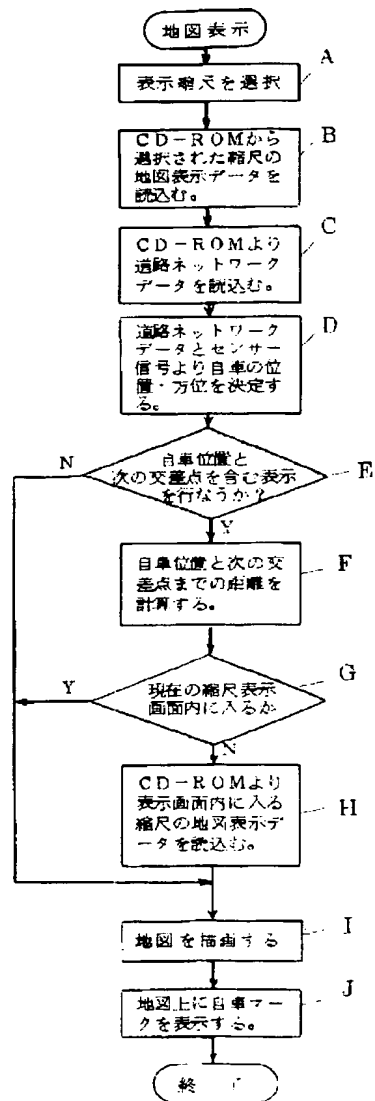 地図表示
A
表示縮尺を選択
B
CD-ROMから
選択された縮尺の
地図表示データを
読込む。
C
CD-ROMより
道路ネットワーク
データを読込む。
D
道路ネットワーク
データとセンサー
信号より自車の位
置・方位を決定す
る。
N
自車位置と
次の交差点を含む表示
を行なうか?
E
Y
自車位置と次の交
差点までの距離を
計算する。
F
Y
現在の縮尺表示
画面内に入るか
G
N
CD-ROMより
表示画面内に入る
縮尺の地図表示デ
ータを読込む。
H
地図を描画する
I
地図上に自車マー
クを表示する。
J
終了